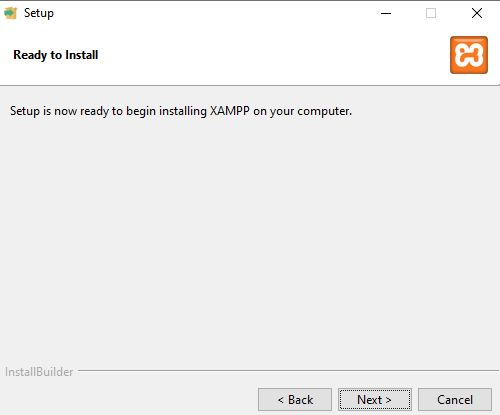 Setup
Ready to Install
Setup is now ready to begin installing XAMPP on your computer.
InstallBuilder
< Back
Next >
Cancel